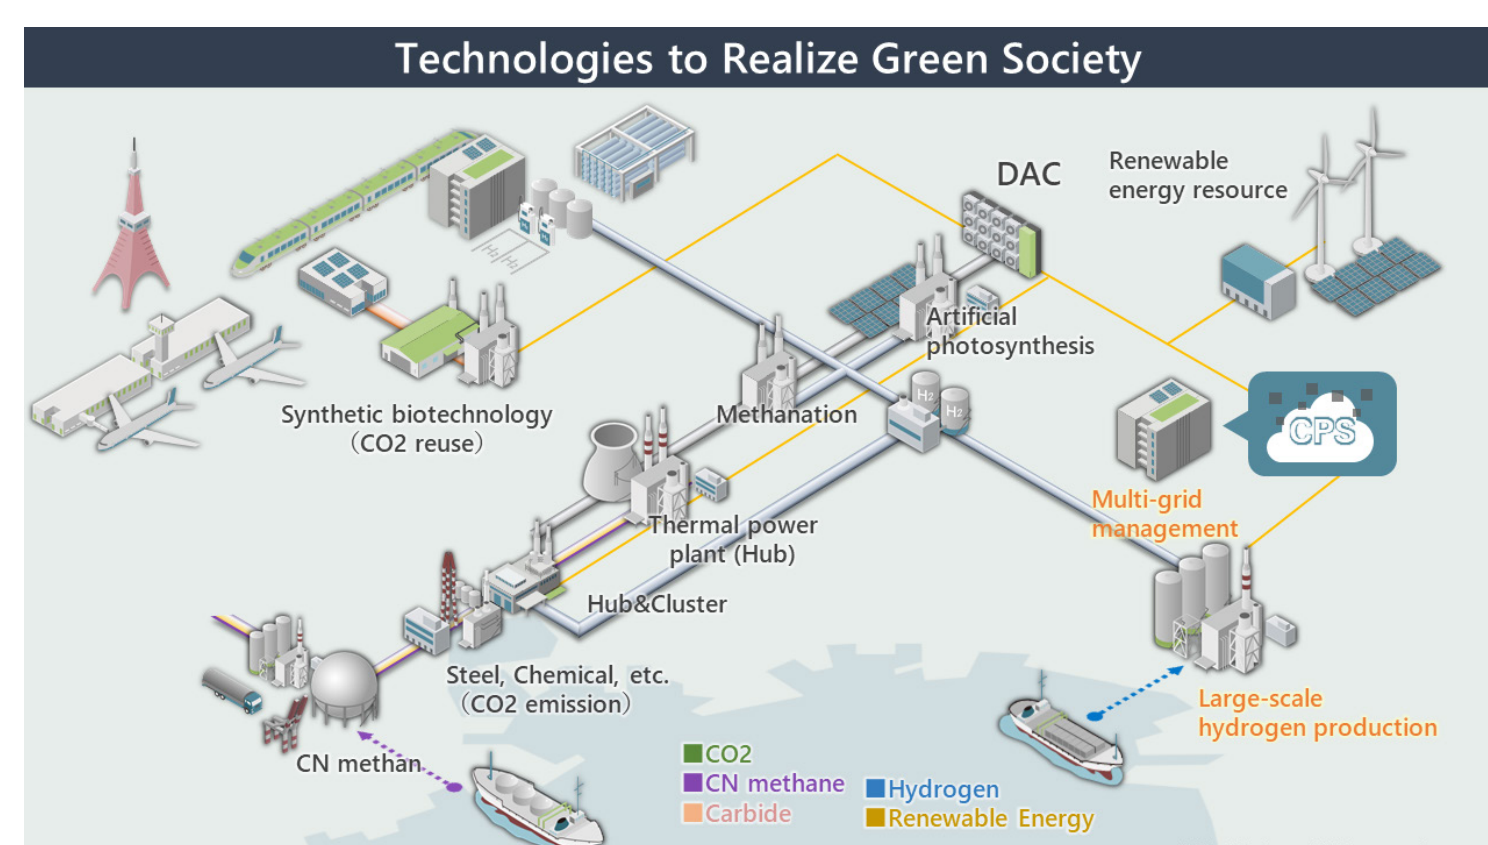 Technologies to Realize Green Society
DAC
Renewable
energy resource
H2
H2
Artificial
photosynthesis
Synthetic biotechnology
（CO2 reuse）
Methanation
H2
H2
CPS
Multi-grid
management
Thermal power
plant (Hub)
Hub&Cluster
Steel, Chemical, etc.
（CO2 emission）
Large-scale
hydrogen production
CN methan
■CO2
■CN methane
■Carbide
■Hydrogen
■Renewable Energy